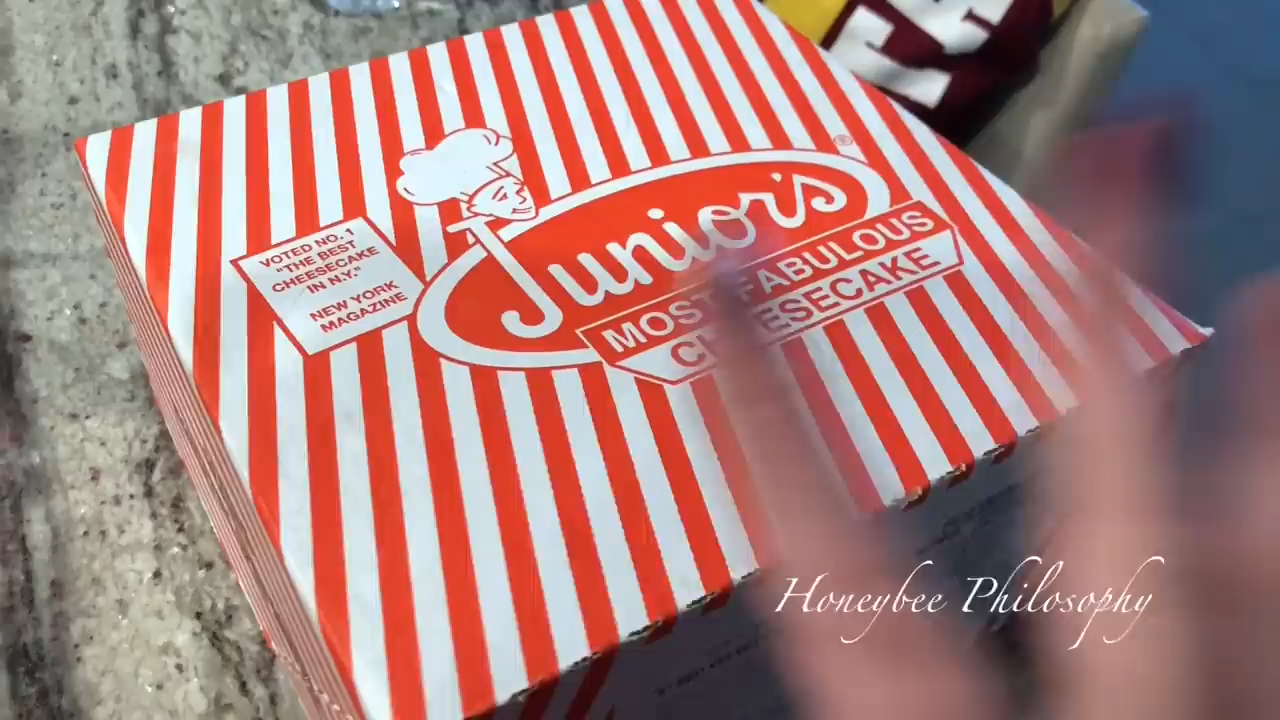 VOTED NO. 1
"THE BEST
CHEESECAKE
IN N.Y."
NEW YORK
MAGAZINE
Junior's®
MOST FABULOUS
CHEESECAKE
Honeybee Philosophy